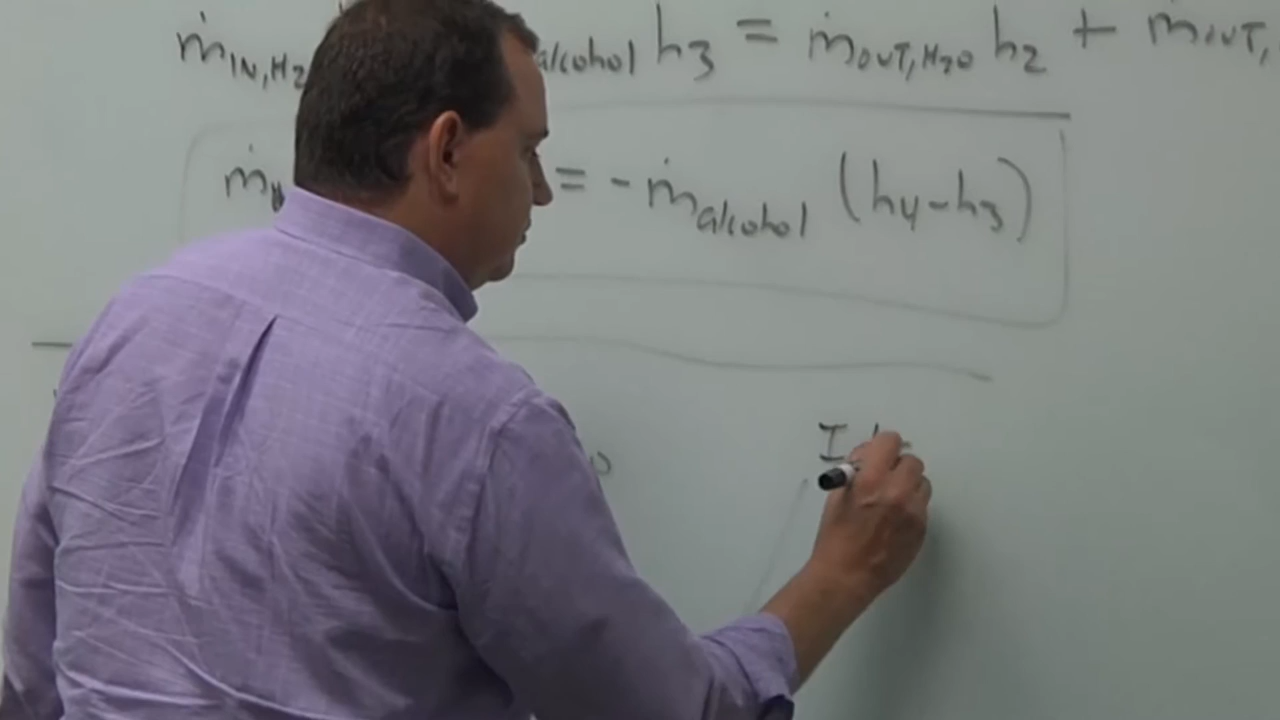 ṁIN,H2 alcohol h3 = ṁOUT,H2O h2 + ṁOUT,
ṁ = - ṁalcohol (h4-h3)
I